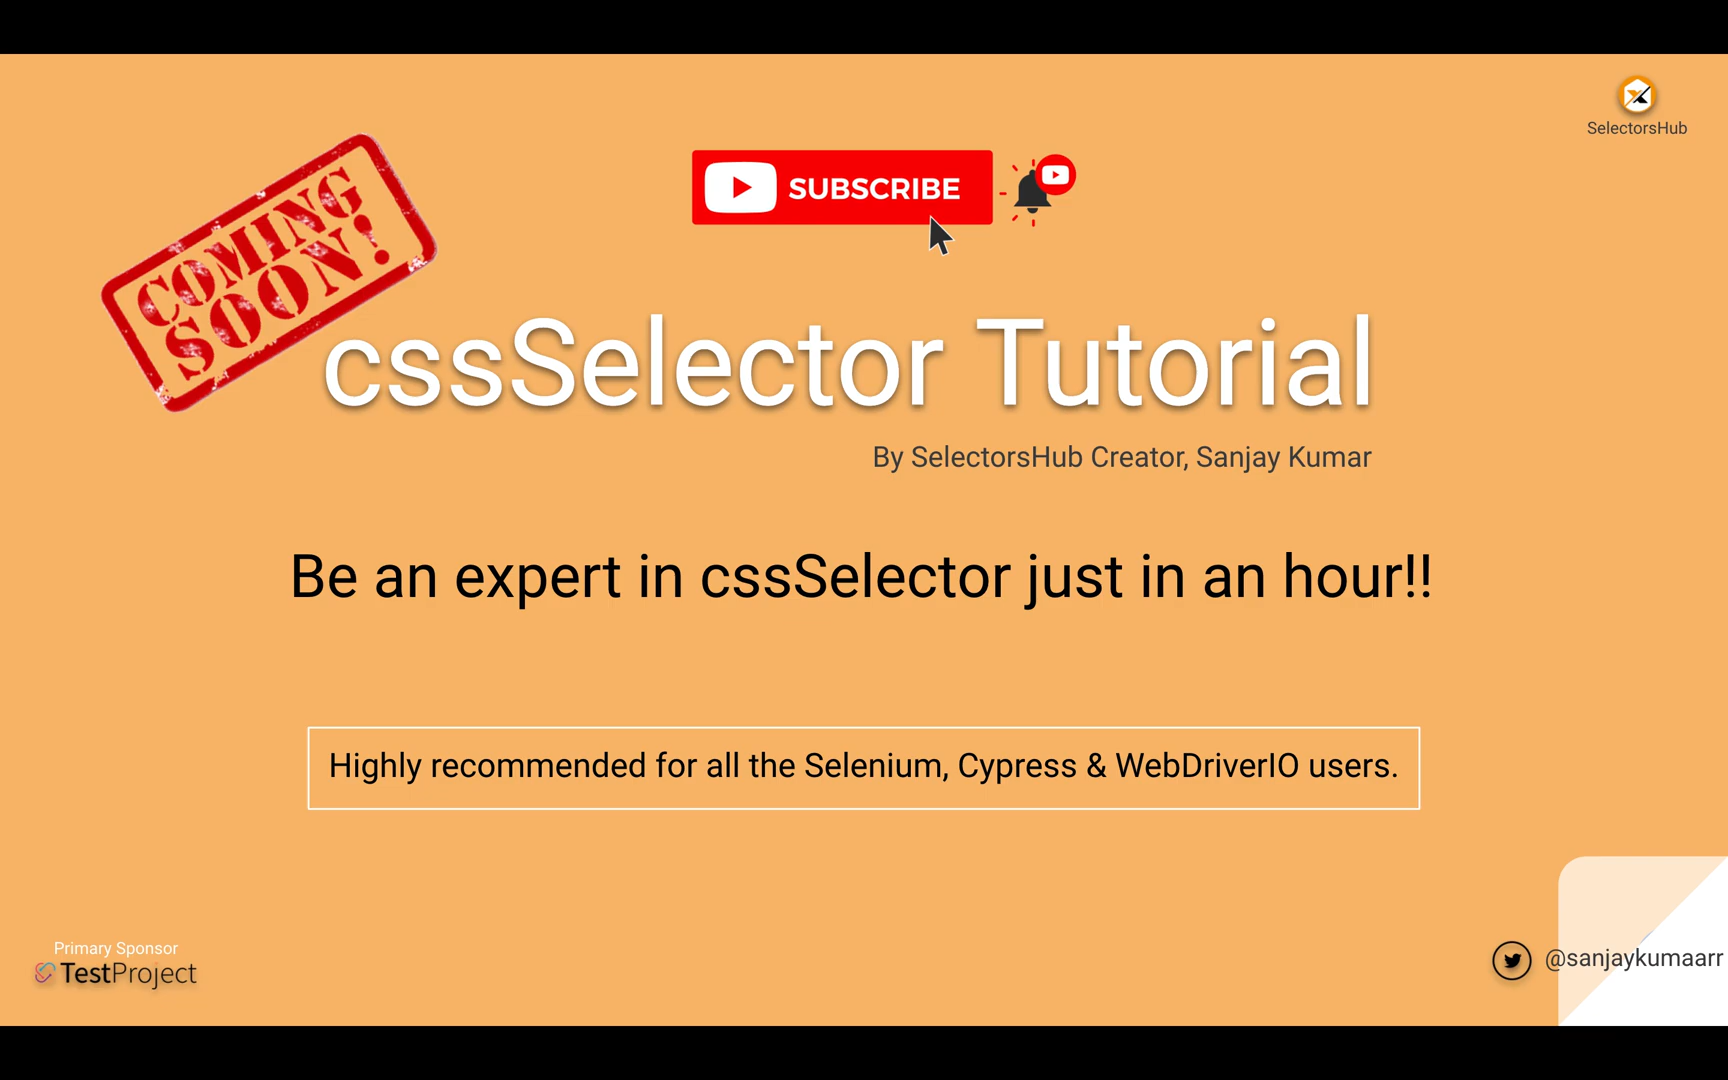 SelectorsHub
COMING
SOON!
SUBSCRIBE
cssSelector Tutorial
By SelectorsHub Creator, Sanjay Kumar
Be an expert in cssSelector just in an hour!!
Highly recommended for all the Selenium, Cypress & WebDriverIO users.
Primary Sponsor
TestProject
@sanjaykumaarr